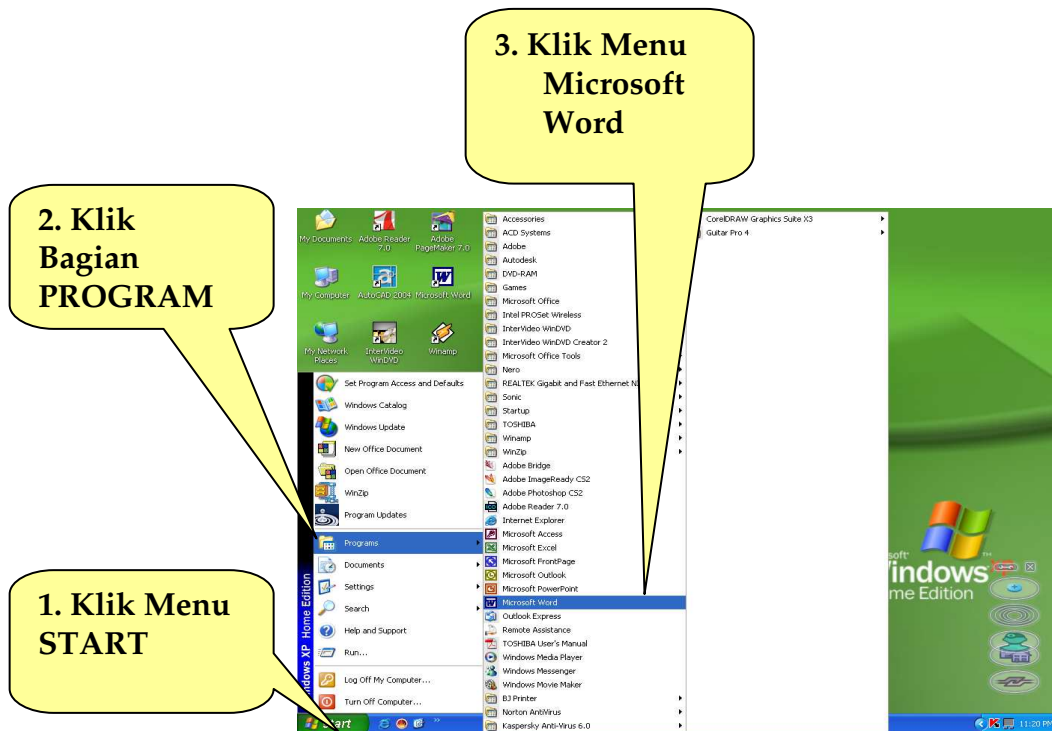 3. Klik Menu
Microsoft
Word
2. Klik
Bagian
PROGRAM
1. Klik Menu
START
My Documents
Adobe Reader
7.0
Adobe
PageMaker 7.0
My Computer
AutoCAD 2004
Microsoft Word
My Network
Places
InterVideo
WinDVD
Winamp
Set Program Access and Defaults
Windows Catalog
Windows Update
New Office Document
Open Office Document
WinZip
Program Updates
Programs
Documents
Settings
Search
Help and Support
Run...
Log Off My Computer...
Turn Off Computer...
Home Edition
Accessories
ACD Systems
Adobe
Autodesk
DVD-RAM
Games
Microsoft Office
Intel PROSet Wireless
InterVideo WinDVD
InterVideo WinDVD Creator 2
Microsoft Office Tools
Nero
REALTEK Gigabit and Fast Ethernet
Sonic
Startup
TOSHIBA
Winamp
WinZip
Adobe Bridge
Adobe ImageReady CS2
Adobe Photoshop CS2
Adobe Reader 7.0
Internet Explorer
Microsoft Access
Microsoft Excel
Microsoft FrontPage
Microsoft Outlook
Microsoft PowerPoint
Microsoft Word
Outlook Express
Remote Assistance
TOSHIBA User's Manual
Windows Media Player
Windows Messenger
Windows Movie Maker
BJ Printer
Norton AntiVirus
Kaspersky Anti-Virus 6.0
CorelDRAW Graphics Suite X3
Guitar Pro 4
indows xp
me Edition
11:20 PM